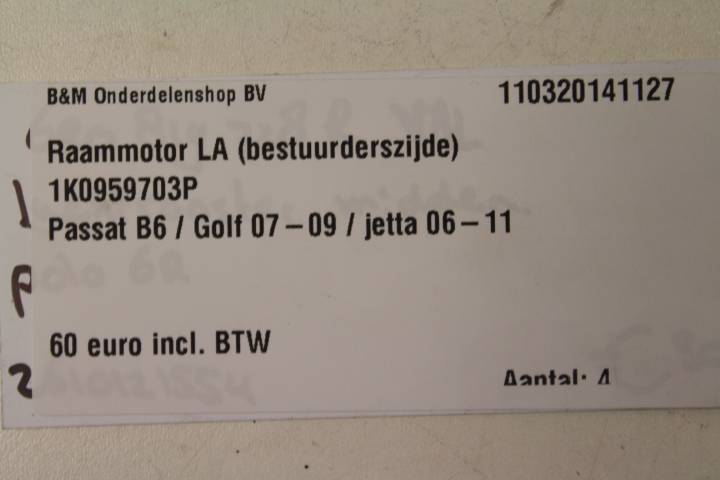 B&M Onderdelenshop BV 110320141127
Raammotor LA (bestuurderszijde)
1K0959703P
Passat B6 / Golf 07 – 09 / jetta 06 – 11
60 euro incl. BTW
Aantal: